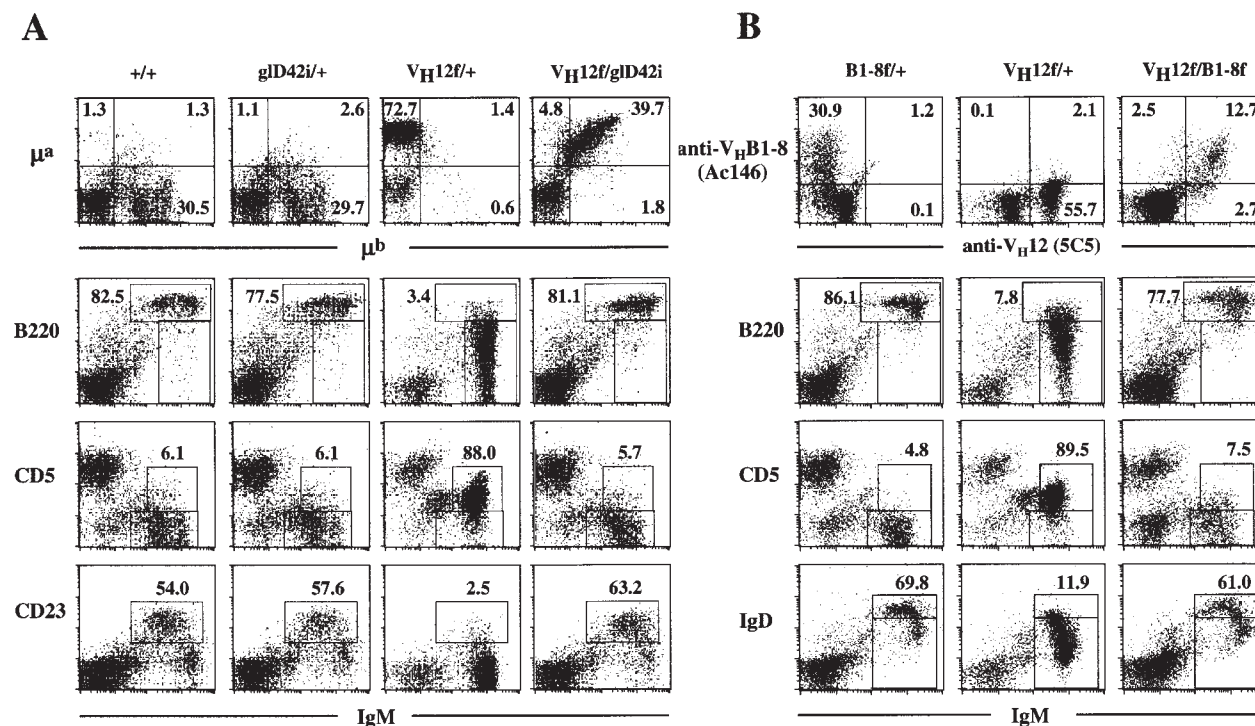 A
B
+/+ glD42i/+ VH12f/+ VH12f/glD42i
B1-8f/+ VH12f/+ VH12f/B1-8f
μa
1.3 1.3 30.5
1.1 2.6 29.7
72.7 1.4 0.6
4.8 39.7 1.8
μb
anti-VHB1-8
(Ac146)
30.9 1.2 0.1
0.1 2.1 55.7
2.5 12.7 2.7
anti-VH12 (5C5)
B220
82.5 77.5 3.4 81.1
B220
86.1 7.8 77.7
CD5
6.1 6.1 88.0 5.7
CD5
4.8 89.5 7.5
CD23
54.0 57.6 2.5 63.2
IgD
69.8 11.9 61.0
IgM
IgM